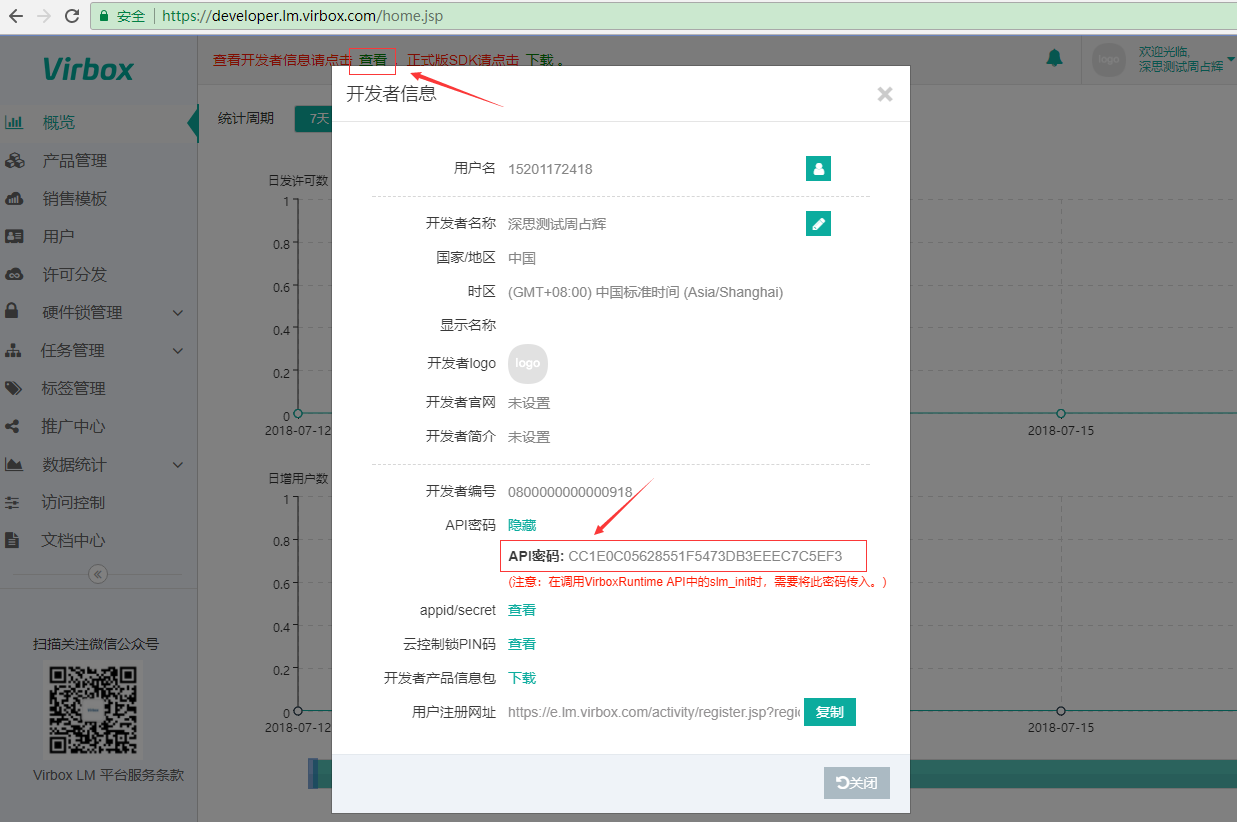 安全 https://developer.lm.virbox.com/home.jsp
Virbox
查看开发者信息请点击 查看 , 正式版SDK请点击 下载 。
logo
欢迎光临,
深思测试周占辉
概览
产品管理
销售模板
用户
许可分发
硬件锁管理
任务管理
标签管理
推广中心
数据统计
访问控制
文档中心
扫描关注微信公众号
Virbox LM 平台服务条款
统计周期 7天
日发许可数
1
0.8
0.6
0.4
0.2
0
2018-07-12
2018-07-15
日增用户数
1
0.8
0.6
0.4
0.2
0
2018-07-12
2018-07-15
开发者信息
用户名 15201172418
开发者名称 深思测试周占辉
国家/地区 中国
时区 (GMT+08:00) 中国标准时间 (Asia/Shanghai)
显示名称
开发者logo logo
开发者官网 未设置
开发者简介 未设置
开发者编号 0800000000000918
API密码 隐藏
API密码: CC1E0C05628551F5473DB3EEEC7C5EF3
(注意：在调用VirboxRuntime API中的slm_init时，需要将此密码传入。)
appid/secret 查看
云控制锁PIN码 查看
开发者产品信息包 下载
用户注册网址 https://e.lm.virbox.com/activity/register.jsp?regi 复制
关闭